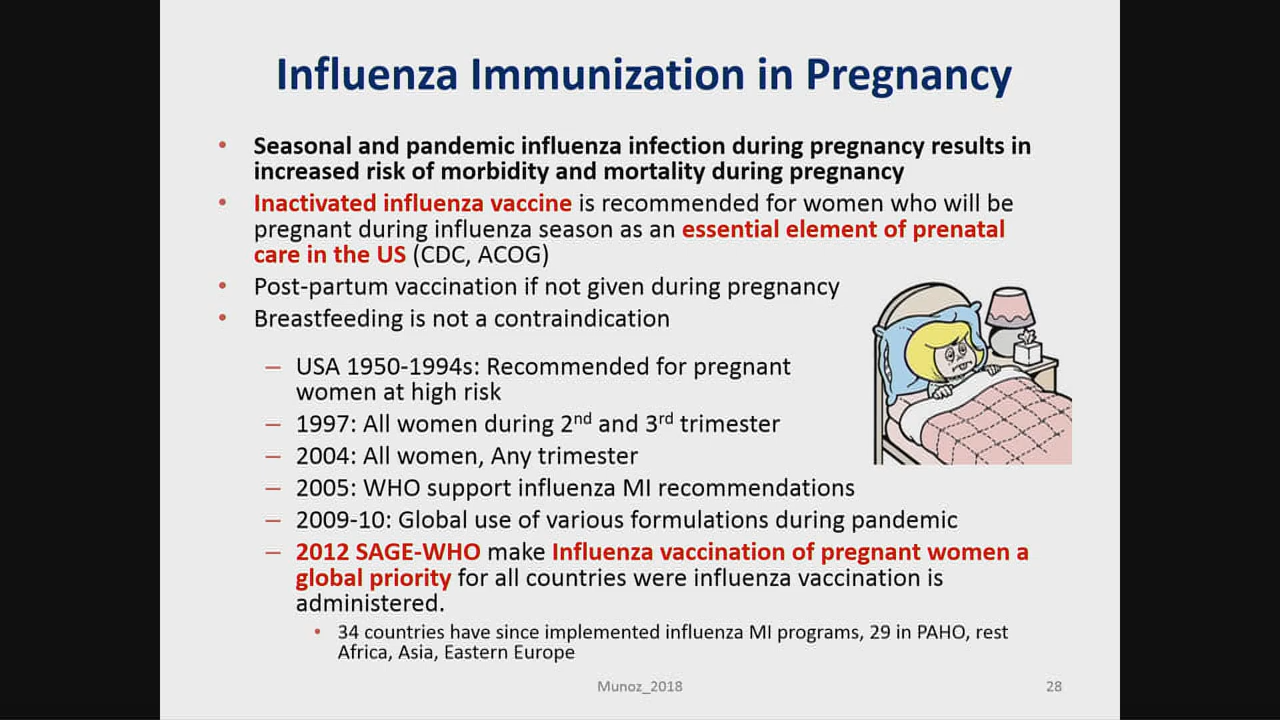 Influenza Immunization in Pregnancy
• Seasonal and pandemic influenza infection during pregnancy results in
increased risk of morbidity and mortality during pregnancy
• Inactivated influenza vaccine is recommended for women who will be
pregnant during influenza season as an essential element of prenatal
care in the US (CDC, ACOG)
• Post-partum vaccination if not given during pregnancy
• Breastfeeding is not a contraindication
– USA 1950-1994s: Recommended for pregnant
women at high risk
– 1997: All women during 2nd and 3rd trimester
– 2004: All women, Any trimester
– 2005: WHO support influenza MI recommendations
– 2009-10: Global use of various formulations during pandemic
– 2012 SAGE-WHO make Influenza vaccination of pregnant women a
global priority for all countries were influenza vaccination is
administered.
• 34 countries have since implemented influenza MI programs, 29 in PAHO, rest
Africa, Asia, Eastern Europe
Munoz_2018
28